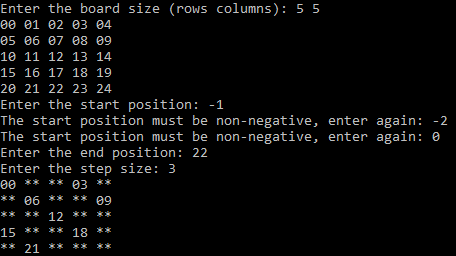 Enter the board size (rows columns): 5 5
00 01 02 03 04
05 06 07 08 09
10 11 12 13 14
15 16 17 18 19
20 21 22 23 24
Enter the start position: -1
The start position must be non-negative, enter again: -2
The start position must be non-negative, enter again: 0
Enter the end position: 22
Enter the step size: 3
00 ** ** 03 **
** 06 ** ** 09
** ** 12 ** **
15 ** ** 18 **
** 21 ** ** **